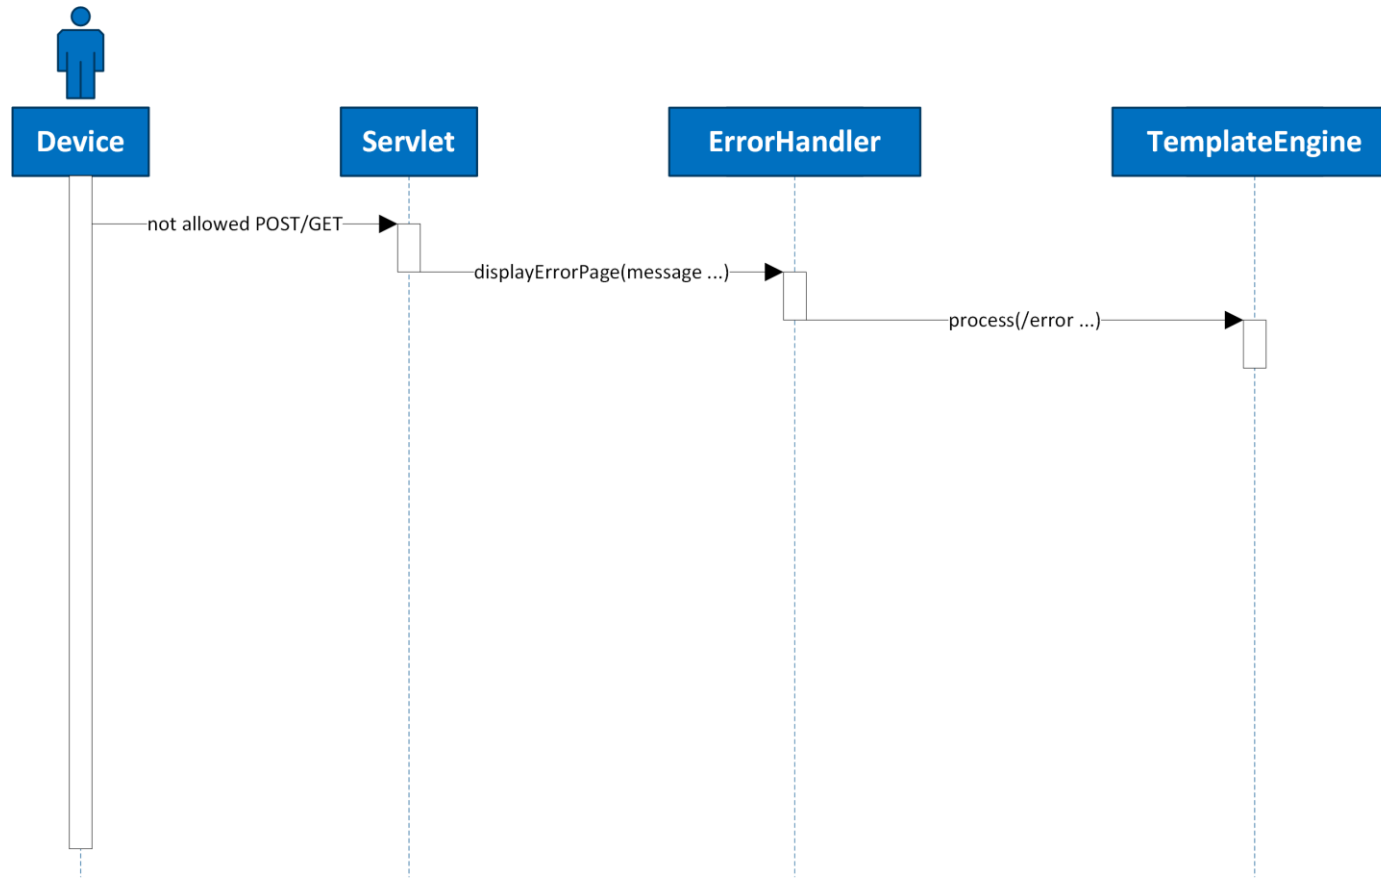 Device
Servlet
ErrorHandler
TemplateEngine
not allowed POST/GET
displayErrorPage(message ...)
process(/error ...)